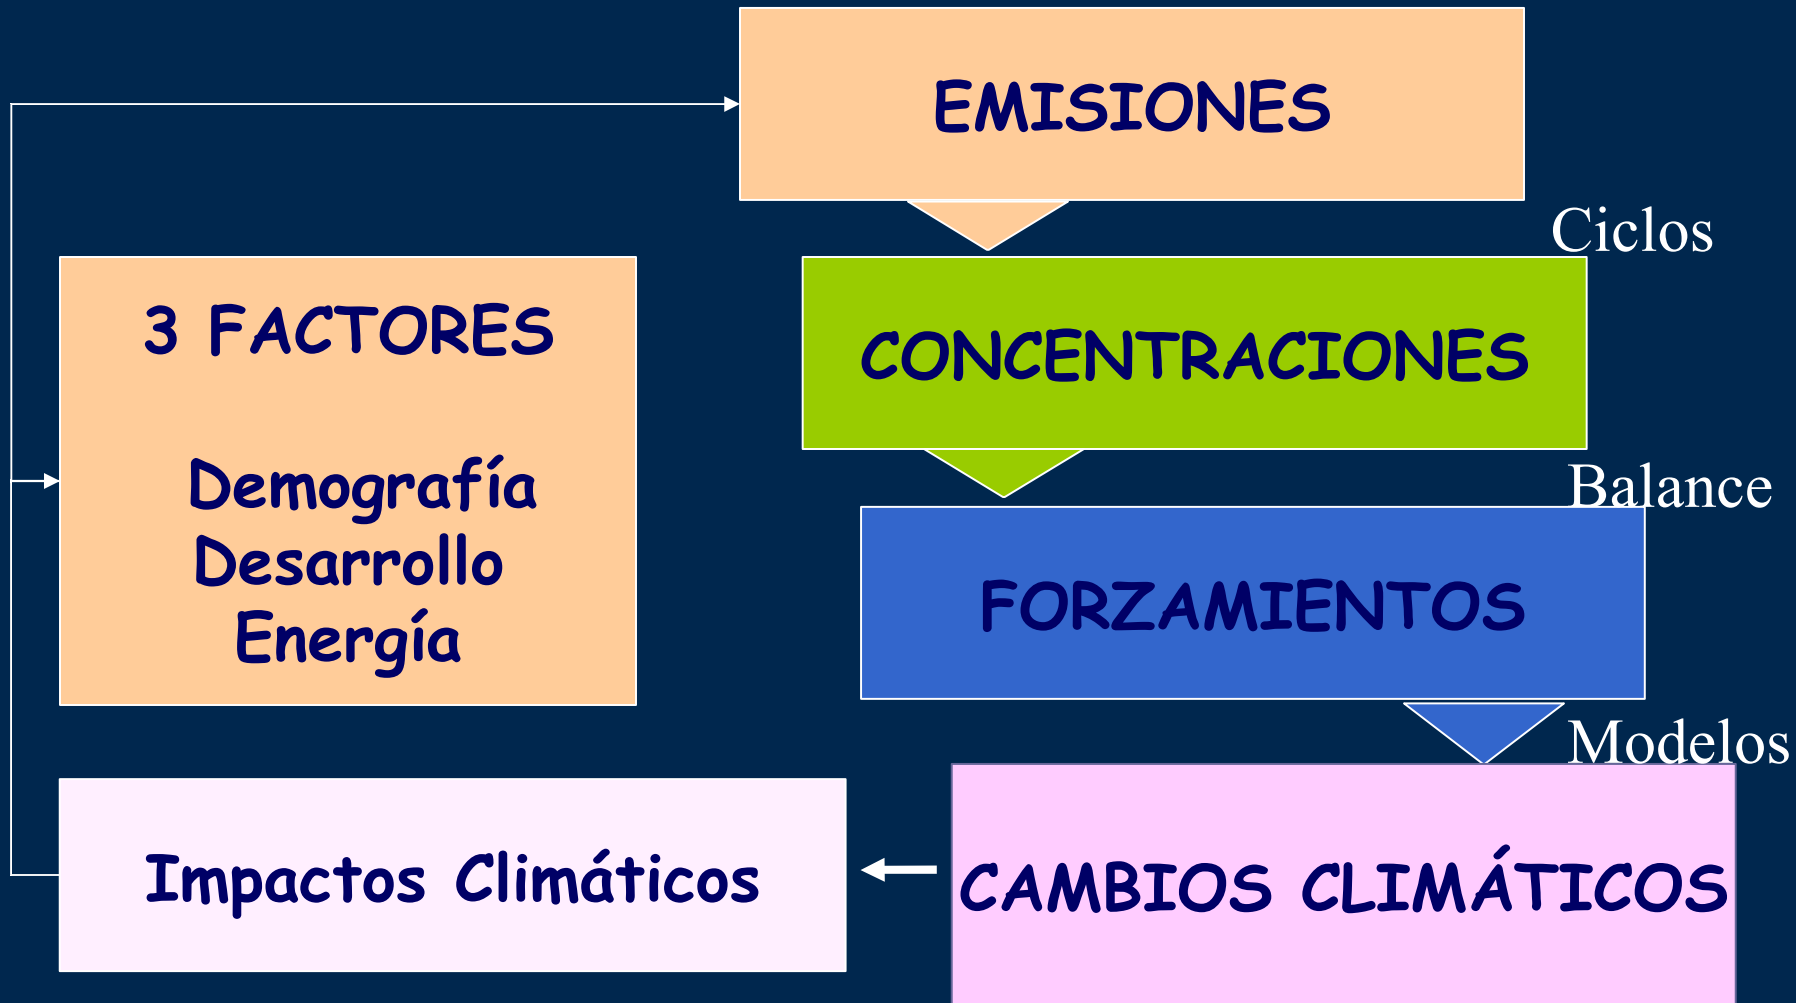 EMISIONES
Ciclos
3 FACTORES
Demografía
Desarrollo
Energía
CONCENTRACIONES
Balance
FORZAMIENTOS
Modelos
Impactos Climáticos
CAMBIOS CLIMÁTICOS